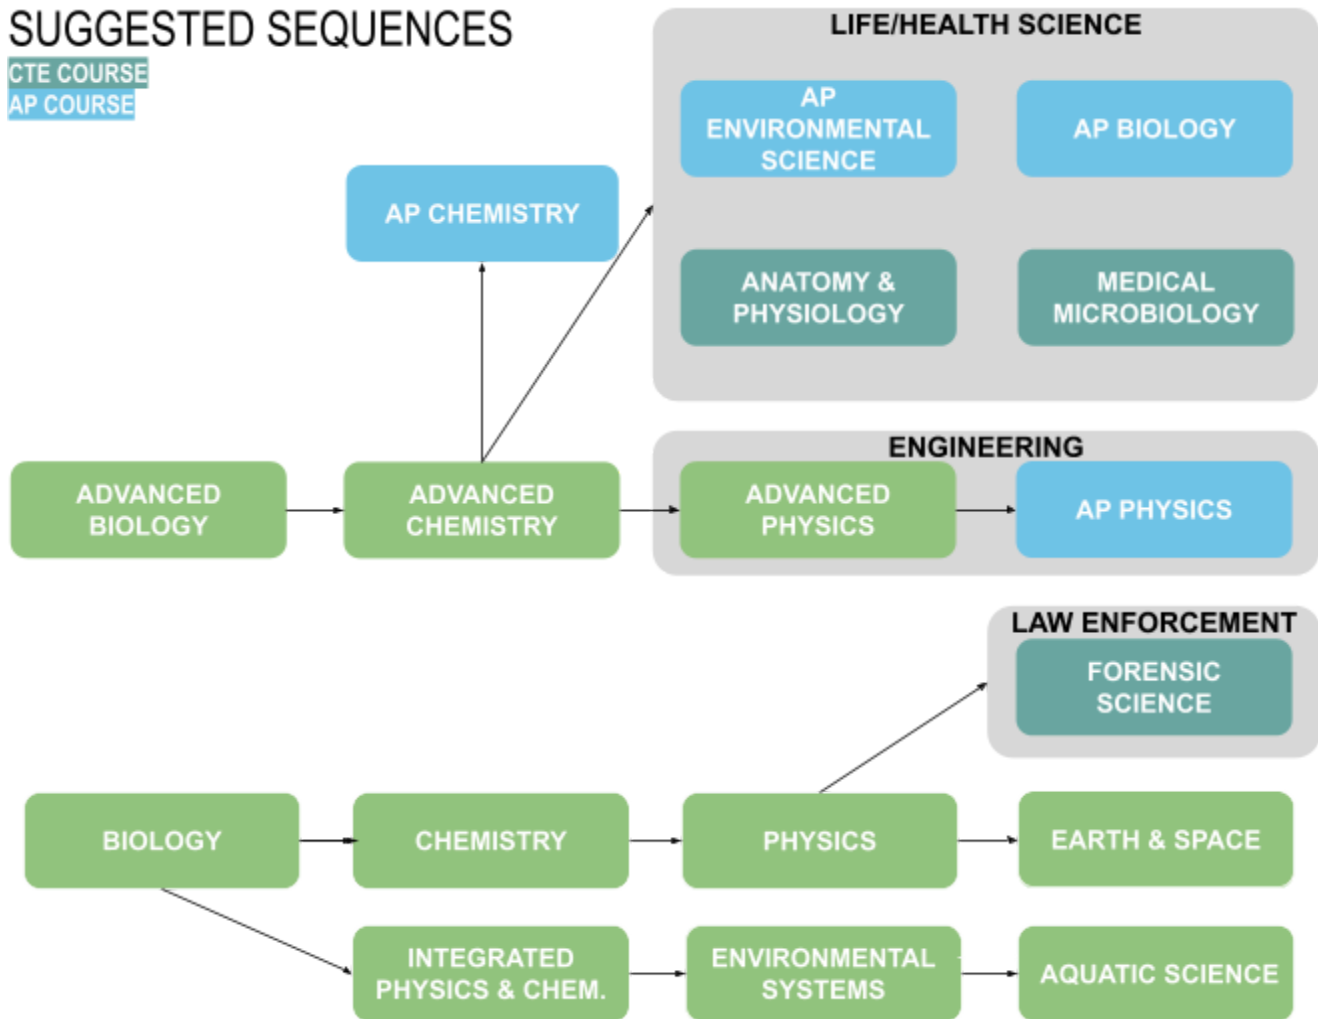 SUGGESTED SEQUENCES
CTE COURSE
AP COURSE
LIFE/HEALTH SCIENCE
AP
ENVIRONMENTAL
SCIENCE
AP BIOLOGY
AP CHEMISTRY
ANATOMY &
PHYSIOLOGY
MEDICAL
MICROBIOLOGY
ENGINEERING
ADVANCED
BIOLOGY
ADVANCED
CHEMISTRY
ADVANCED
PHYSICS
AP PHYSICS
LAW ENFORCEMENT
FORENSIC
SCIENCE
BIOLOGY
CHEMISTRY
PHYSICS
EARTH & SPACE
INTEGRATED
PHYSICS & CHEM.
ENVIRONMENTAL
SYSTEMS
AQUATIC SCIENCE